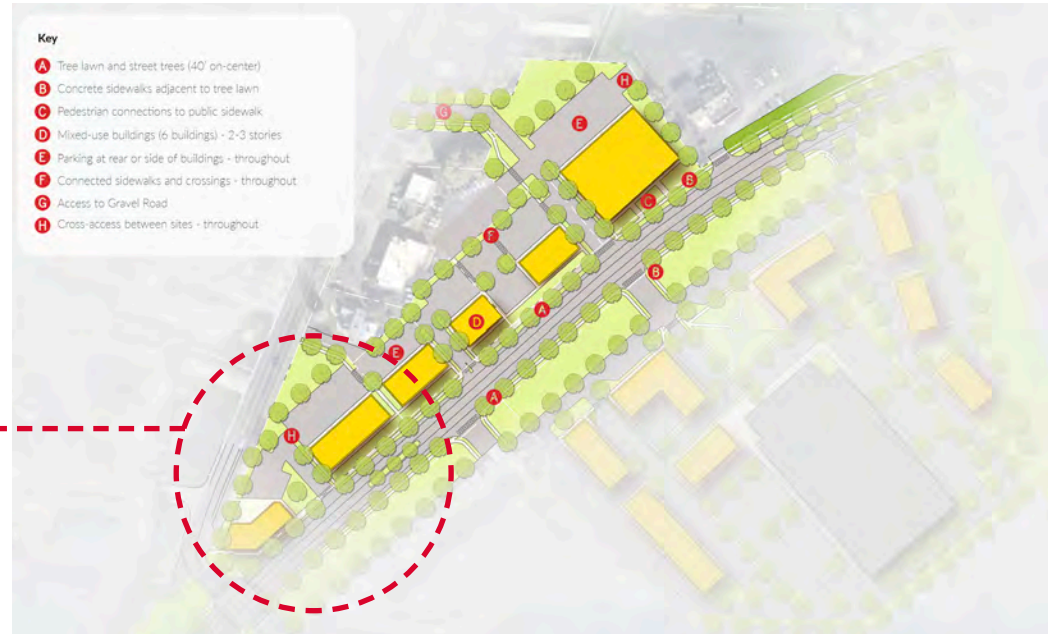 Key
A Tree lawn and street trees (40' on-center)
B Concrete sidewalks adjacent to tree lawn
C Pedestrian connections to public sidewalk
D Mixed-use buildings (6 buildings) - 2-3 stories
E Parking at rear or side of buildings - throughout
F Connected sidewalks and crossings - throughout
G Access to Gravel Road
H Cross-access between sites - throughout
H
G
E
B
C
F
B
A
D
E
A
H